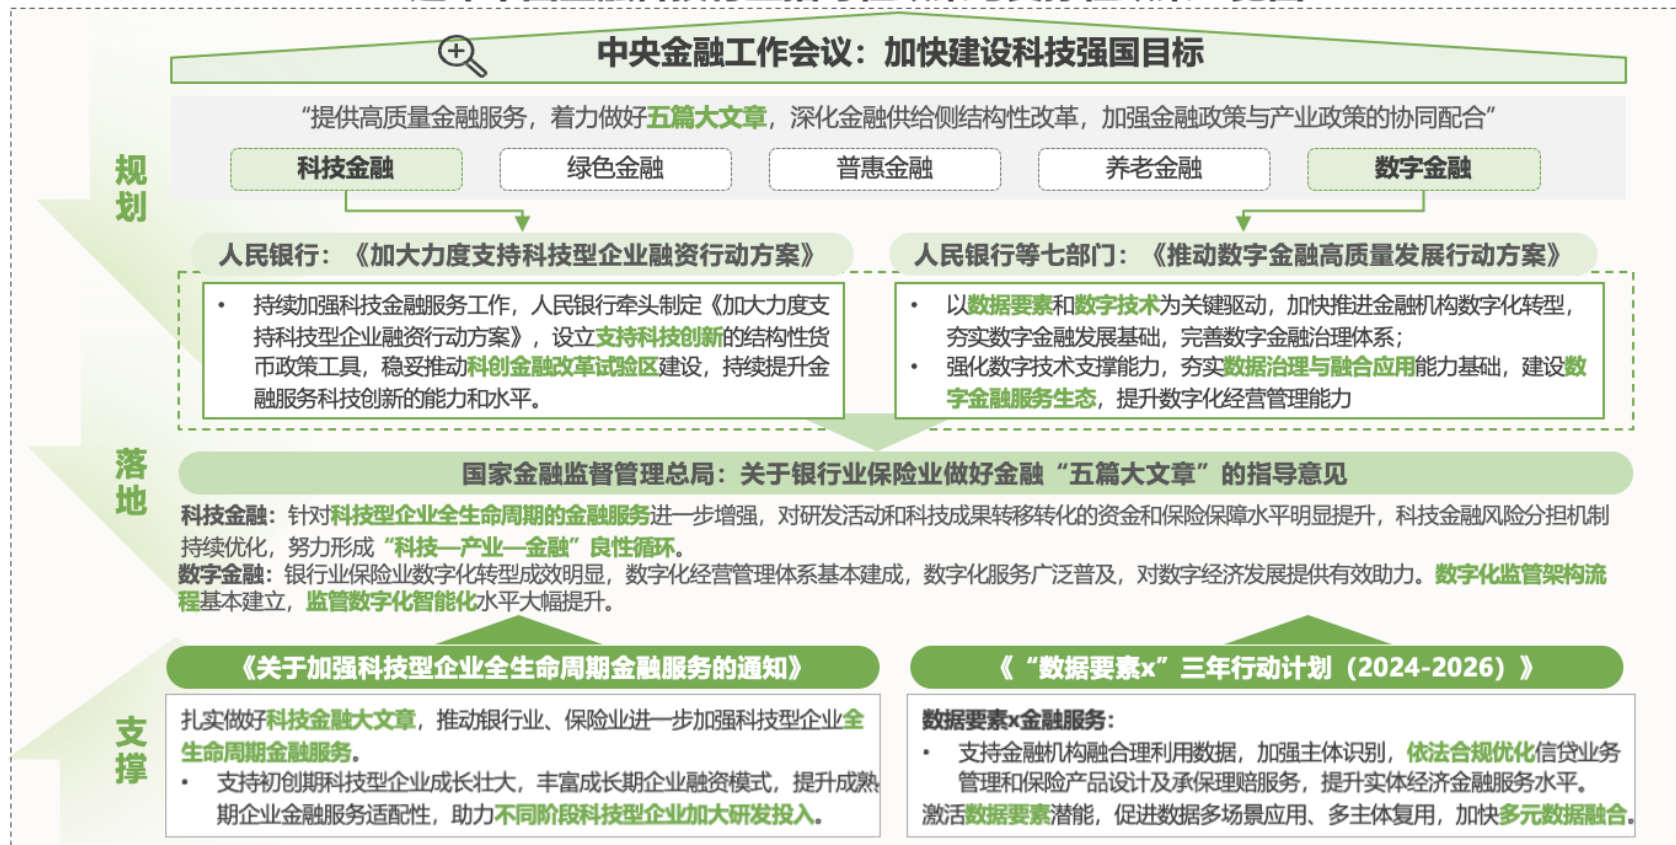 中央金融工作会议：加快建设科技强国目标
“提供高质量金融服务，着力做好五篇大文章，深化金融供给侧结构性改革，加强金融政策与产业政策的协同配合”
规划
科技金融
绿色金融
普惠金融
养老金融
数字金融
人民银行：《加大力度支持科技型企业融资行动方案》
• 持续加强科技金融服务工作，人民银行牵头制定《加大力度支
持科技型企业融资行动方案》，设立支持科技创新的结构性货
币政策工具，稳妥推动科创金融改革试验区建设，持续提升金
融服务科技创新的能力和水平。
人民银行等七部门：《推动数字金融高质量发展行动方案》
• 以数据要素和数字技术为关键驱动，加快推进金融机构数字化转型，
夯实数字金融发展基础，完善数字金融治理体系；
• 强化数字技术支撑能力，夯实数据治理与融合应用能力基础，建设数
字金融服务生态，提升数字化经营管理能力
落地
国家金融监督管理总局：关于银行业保险业做好金融“五篇大文章”的指导意见
科技金融：针对科技型企业全生命周期的金融服务进一步增强，对研发活动和科技成果转移转化的资金和保险保障水平明显提升，科技金融风险分担机制
持续优化，努力形成“科技—产业—金融”良性循环。
数字金融：银行业保险业数字化转型成效明显，数字化经营管理体系基本建成，数字化服务广泛普及，对数字经济发展提供有效助力。数字化监管架构流
程基本建立，监管数字化智能化水平大幅提升。
支撑
《关于加强科技型企业全生命周期金融服务的通知》
扎实做好科技金融大文章，推动银行业、保险业进一步加强科技型企业全
生命周期金融服务。
• 支持初创期科技型企业成长壮大，丰富成长期企业融资模式，提升成熟
期企业金融服务适配性，助力不同阶段科技型企业加大研发投入。
《“数据要素x”三年行动计划（2024-2026）》
数据要素x金融服务：
• 支持金融机构融合理利用数据，加强主体识别，依法合规优化信贷业务
管理和保险产品设计及承保理赔服务，提升实体经济金融服务水平。
激活数据要素潜能，促进数据多场景应用、多主体复用，加快多元数据融合。